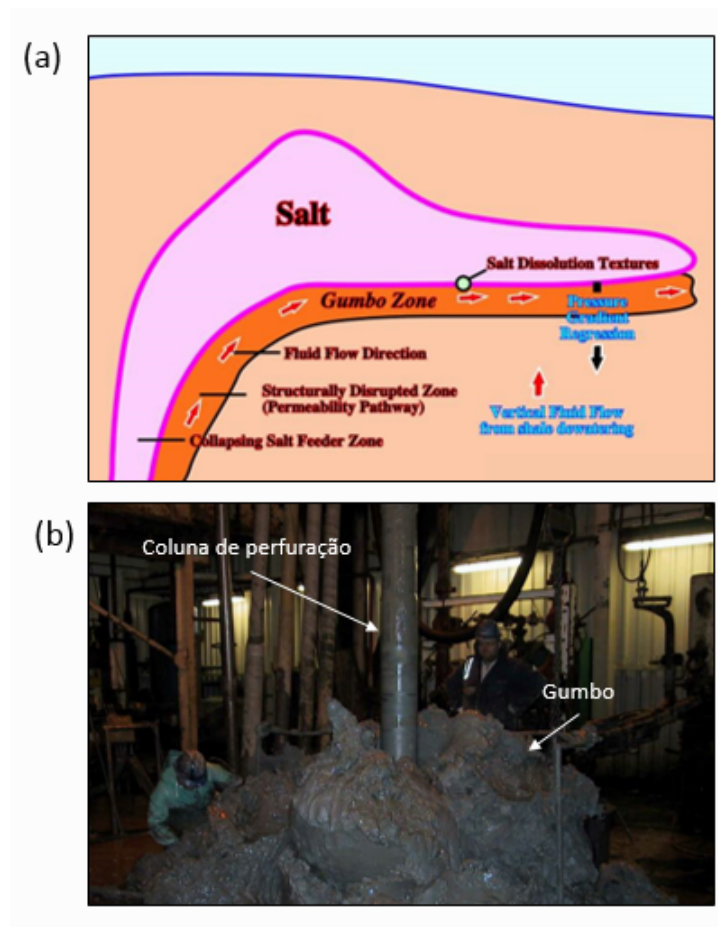 (a)
Salt
Salt Dissolution Textures
Gumbo Zone
Pressure
Gradient
Regression
Fluid Flow Direction
Structurally Disrupted Zone
(Permeability Pathway)
Vertical Fluid Flow
from shale dewatering
Collapsing Salt Feeder Zone
(b)
Coluna de perfuração
Gumbo